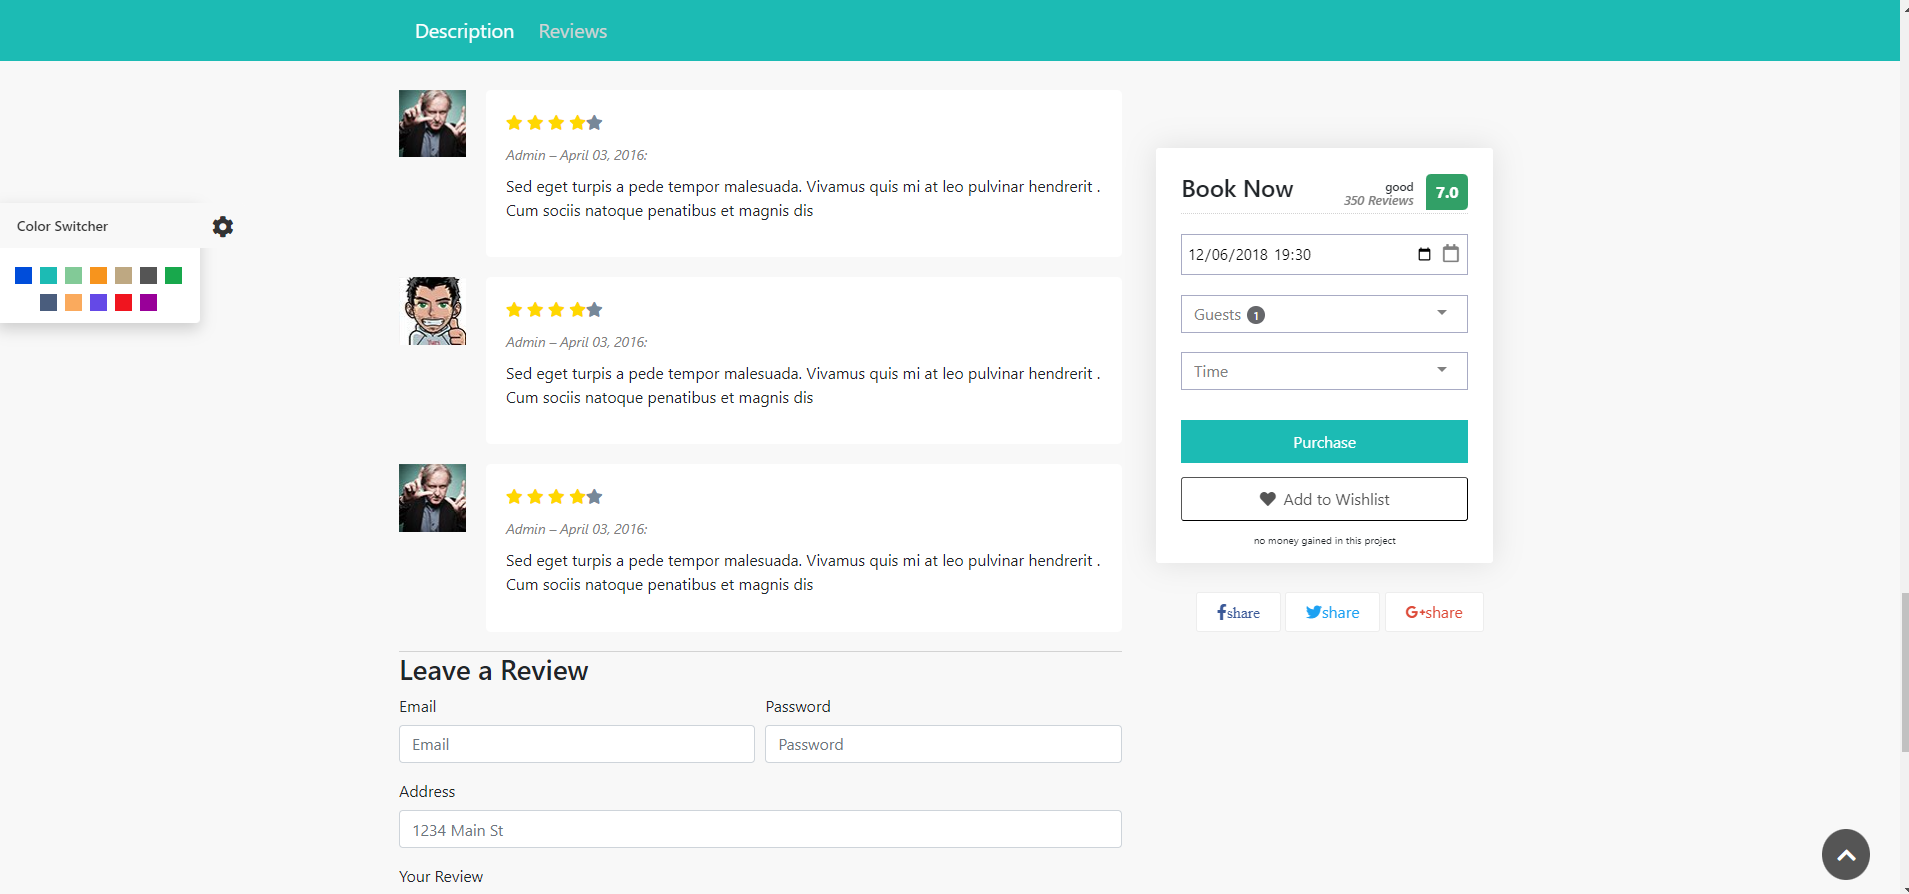 Description Reviews
Color Switcher
Admin – April 03, 2016:
Sed eget turpis a pede tempor malesuada. Vivamus quis mi at leo pulvinar hendrerit .
Cum sociis natoque penatibus et magnis dis
Admin – April 03, 2016:
Sed eget turpis a pede tempor malesuada. Vivamus quis mi at leo pulvinar hendrerit .
Cum sociis natoque penatibus et magnis dis
Admin – April 03, 2016:
Sed eget turpis a pede tempor malesuada. Vivamus quis mi at leo pulvinar hendrerit .
Cum sociis natoque penatibus et magnis dis
Leave a Review
Email Password
Email Password
Address
1234 Main St
Your Review
Book Now
good
350 Reviews
7.0
12/06/2018 19:30
Guests 1
Time
Purchase
Add to Wishlist
no money gained in this project
share share G+share